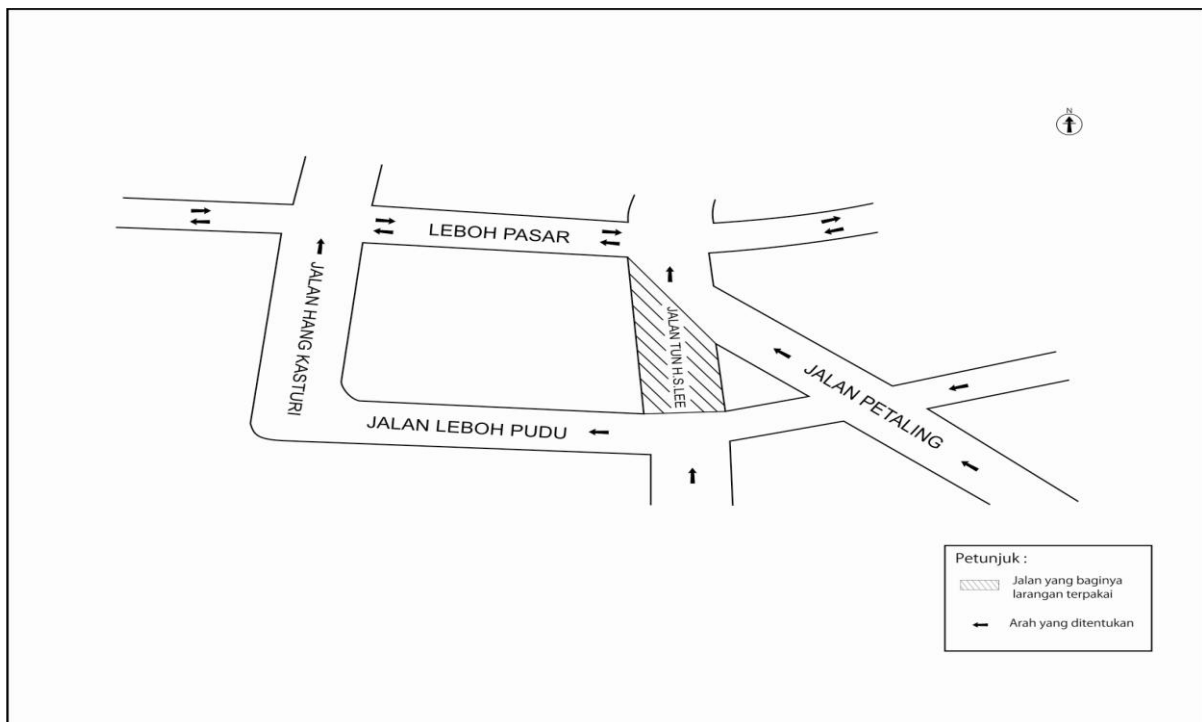 N
LEBOH PASAR
JALAN HANG KASTURI
JALAN TUN H.S.LEE
JALAN PETALING
JALAN LEBOH PUDU
Petunjuk :
Jalan yang baginya
larangan terpakai
Arah yang ditentukan